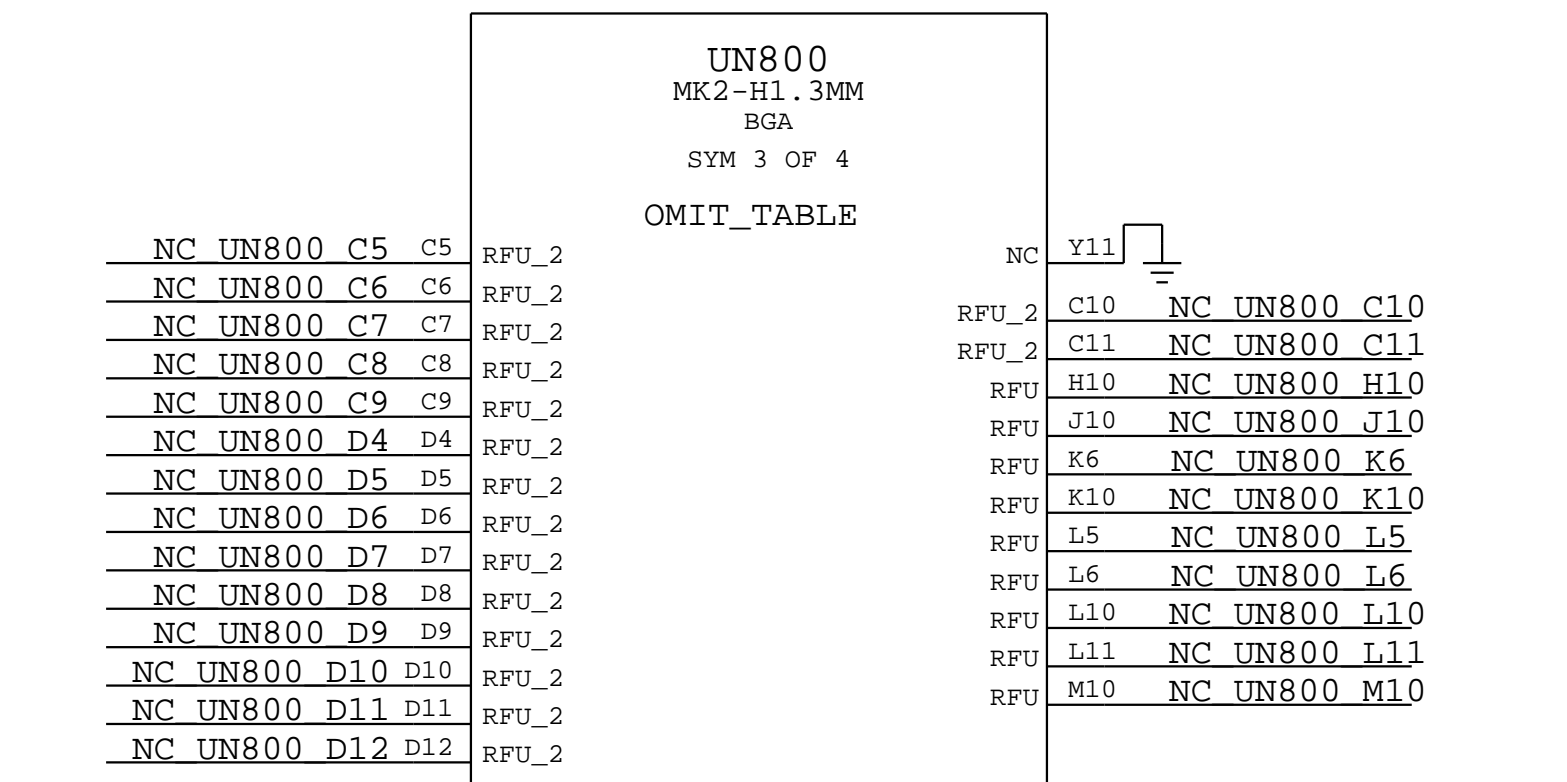 UN800
MK2-H1.3MM
BGA
SYM 3 OF 4
OMIT_TABLE
NC_UN800_C5 C5 RFU_2
NC_UN800_C6 C6 RFU_2
NC_UN800_C7 C7 RFU_2
NC_UN800_C8 C8 RFU_2
NC_UN800_C9 C9 RFU_2
NC_UN800_D4 D4 RFU_2
NC_UN800_D5 D5 RFU_2
NC_UN800_D6 D6 RFU_2
NC_UN800_D7 D7 RFU_2
NC_UN800_D8 D8 RFU_2
NC_UN800_D9 D9 RFU_2
NC_UN800_D10 D10 RFU_2
NC_UN800_D11 D11 RFU_2
NC_UN800_D12 D12 RFU_2
NC Y11
RFU_2 C10 NC_UN800_C10
RFU_2 C11 NC_UN800_C11
RFU H10 NC_UN800_H10
RFU J10 NC_UN800_J10
RFU K6 NC_UN800_K6
RFU K10 NC_UN800_K10
RFU L5 NC_UN800_L5
RFU L6 NC_UN800_L6
RFU L10 NC_UN800_L10
RFU L11 NC_UN800_L11
RFU M10 NC_UN800_M10